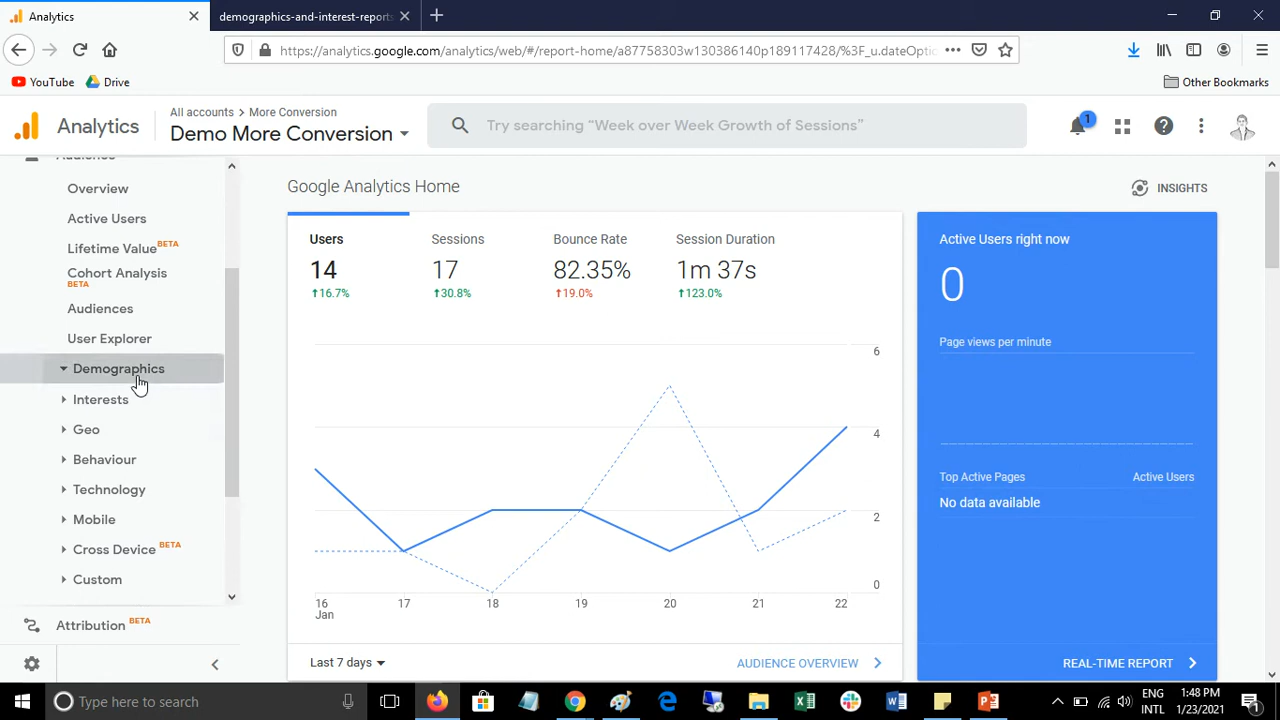 Analytics
demographics-and-interest-reports
https://analytics.google.com/analytics/web/#/report-home/a87758303w130386140p189117428/%3F_u.dateOptio
YouTube
Drive
Other Bookmarks
Analytics
All accounts > More Conversion
Demo More Conversion
Try searching “Week over Week Growth of Sessions”
1
Audience
Overview
Active Users
Lifetime Value BETA
Cohort Analysis
BETA
Audiences
User Explorer
Demographics
Interests
Geo
Behaviour
Technology
Mobile
Cross Device BETA
Custom
Attribution BETA
Google Analytics Home
INSIGHTS
Users
14
↑16.7%
Sessions
17
↑30.8%
Bounce Rate
82.35%
↑19.0%
Session Duration
1m 37s
↑123.0%
6
4
2
0
16
Jan
17
18
19
20
21
22
Last 7 days
AUDIENCE OVERVIEW
Active Users right now
0
Page views per minute
Top Active Pages
Active Users
No data available
REAL-TIME REPORT
Type here to search
ENG
INTL
1:48 PM
1/23/2021
1